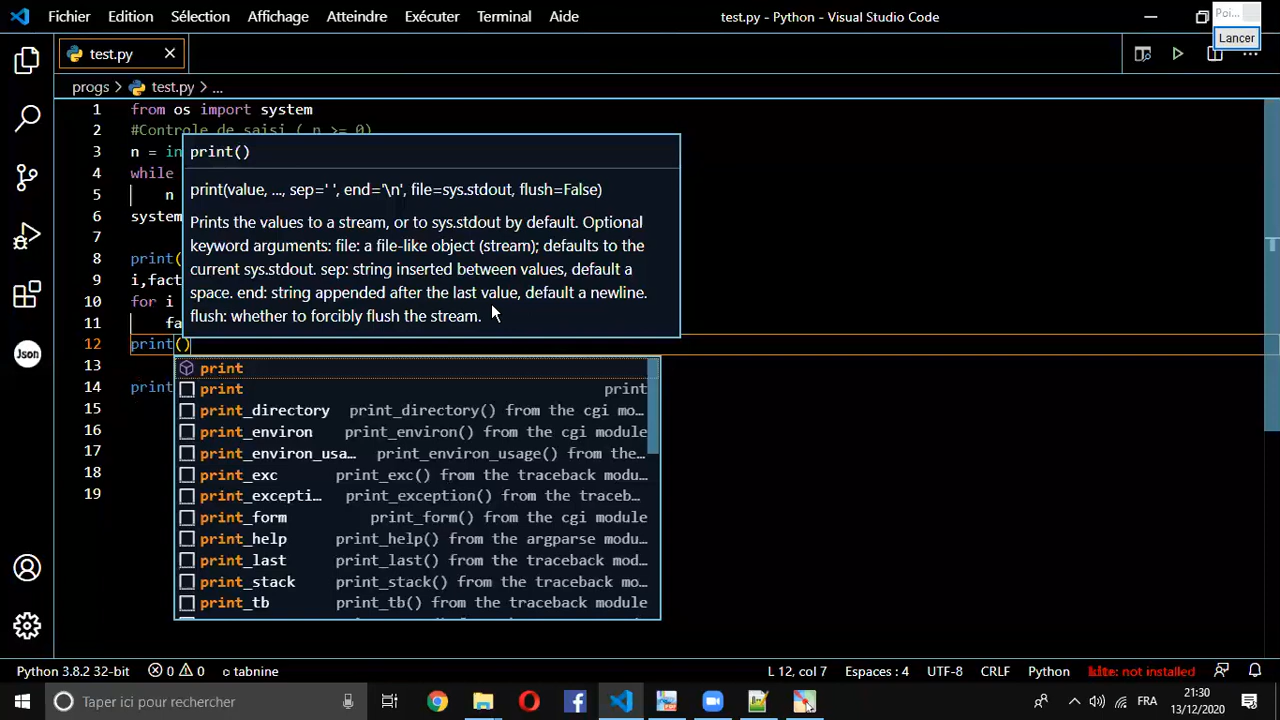 Fichier Edition Sélection Affichage Atteindre Exécuter Terminal Aide test.py - Python - Visual Studio Code Poi...
Lancer
test.py
progs > test.py > ...
1 from os import system
2 #Controle de saisi ( n >= 0)
3 n = in
4 while
5 n
6 system
7
8 print(
9 i,fact
10 for i
11 fa
12 print()
13
14 print
15
16
17
18
19
print()
print(value, ..., sep=' ', end='\n', file=sys.stdout, flush=False)
Prints the values to a stream, or to sys.stdout by default. Optional
keyword arguments: file: a file-like object (stream); defaults to the
current sys.stdout. sep: string inserted between values, default a
space. end: string appended after the last value, default a newline.
flush: whether to forcibly flush the stream.
print
print print
print_directory print_directory() from the cgi mo…
print_environ print_environ() from the cgi module
print_environ_usa… print_environ_usage() from the…
print_exc print_exc() from the traceback modu…
print_excepti… print_exception() from the traceb…
print_form print_form() from the cgi module
print_help print_help() from the argparse modu…
print_last print_last() from the traceback mod…
print_stack print_stack() from the traceback mo…
print_tb print_tb() from the traceback module
Json
Python 3.8.2 32-bit 0 0 tabnine L 12, col 7 Espaces : 4 UTF-8 CRLF Python kite: not installed
Taper ici pour rechercher FRA 21:30
13/12/2020